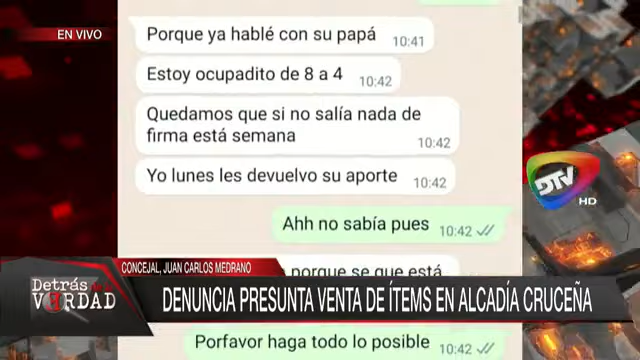 EN VIVO
Porque ya hablé con su papá
10:41
Estoy ocupadito de 8 a 4
10:42
Quedamos que si no salía nada de
firma está semana
10:42
Yo lunes les devuelvo su aporte
10:42
DTV
HD
Ahh no sabía pues
10:42
CONCEJAL, JUAN CARLOS MEDRANO
porque se que está
Detrás de la
VERDAD
DENUNCIA PRESUNTA VENTA DE ÍTEMS EN ALCADÍA CRUCEÑA
Porfavor haga todo lo posible
10:42